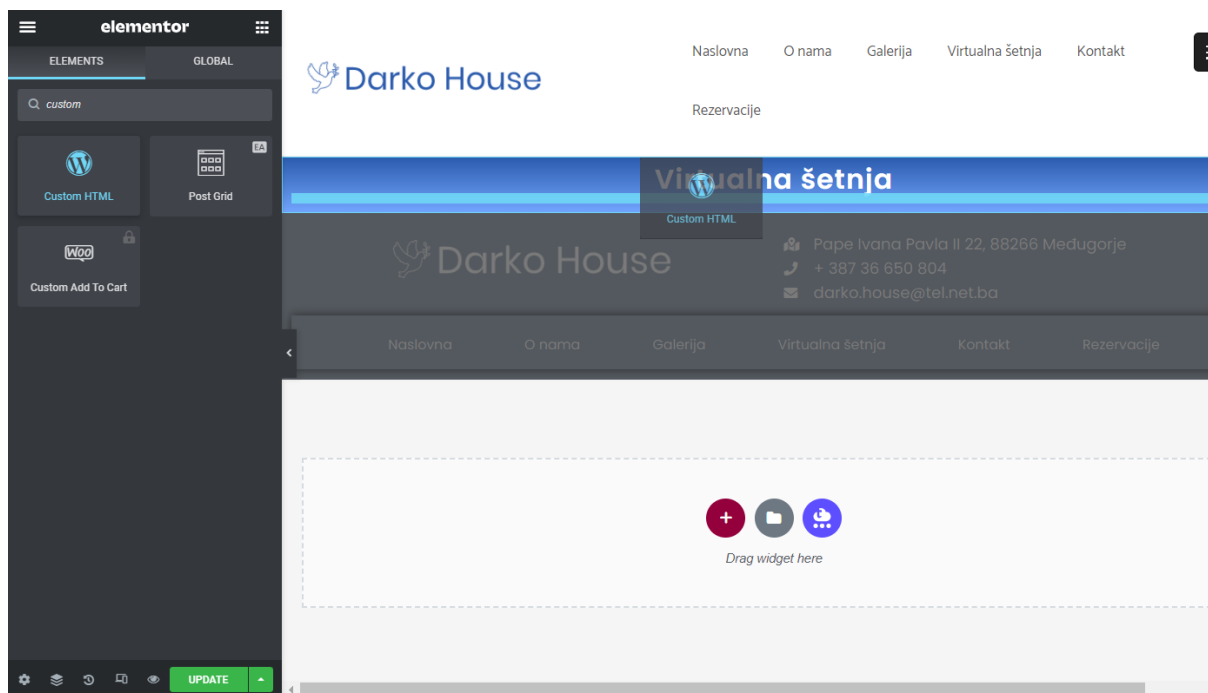 elementor
ELEMENTS
GLOBAL
custom
Custom HTML
EA
Post Grid
Woo
Custom Add To Cart
UPDATE
Darko House
Naslovna
O nama
Galerija
Virtualna šetnja
Kontakt
Rezervacije
Virtualna šetnja
Custom HTML
Darko House
Pape Ivana Pavla II 22, 88266 Međugorje
+ 387 36 650 804
darko.house@tel.net.ba
Naslovna
O nama
Galerija
Virtualna šetnja
Kontakt
Rezervacije
Drag widget here